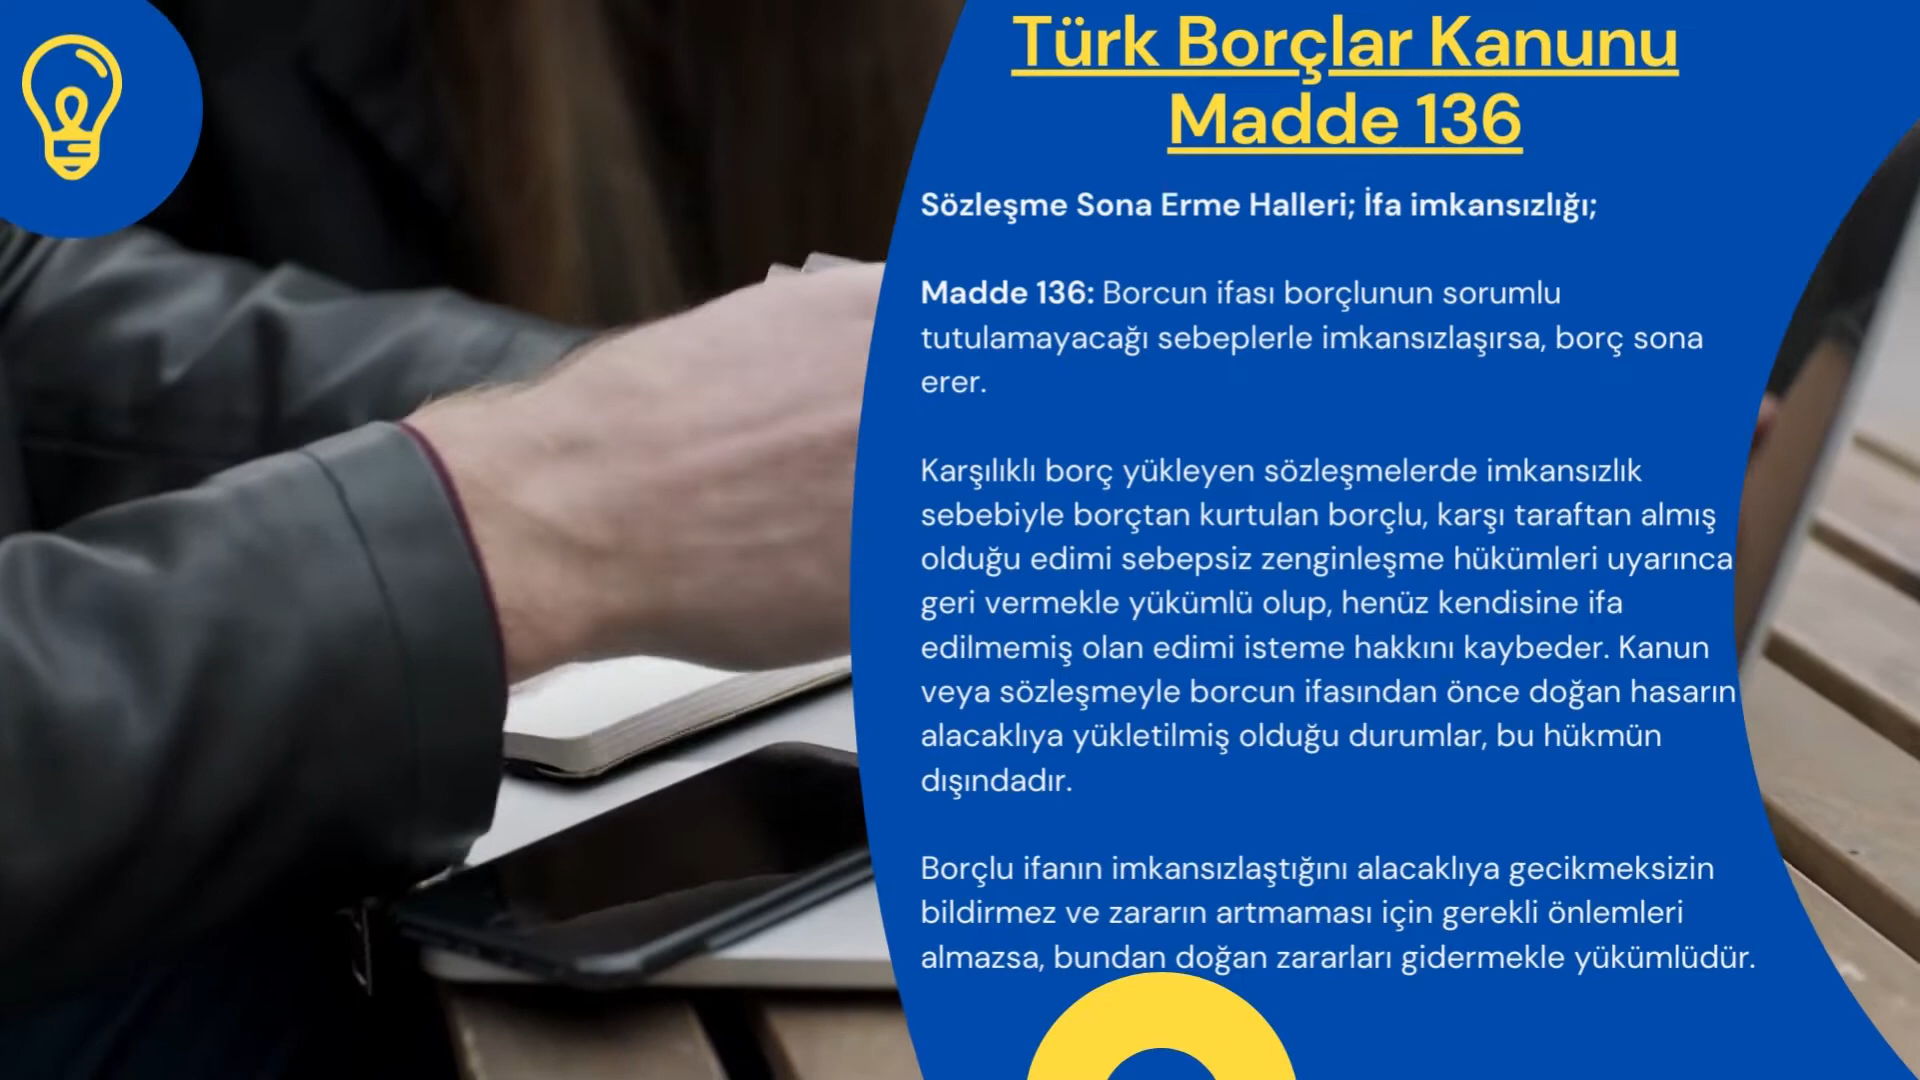 Türk Borçlar Kanunu
Madde 136
Sözleşme Sona Erme Halleri; İfa imkansızlığı;
Madde 136: Borcun ifası borçlunun sorumlu
tutulamayacağı sebeplerle imkansızlaşırsa, borç sona
erer.
Karşılıklı borç yükleyen sözleşmelerde imkansızlık
sebebiyle borçtan kurtulan borçlu, karşı taraftan almış
olduğu edimi sebepsiz zenginleşme hükümleri uyarınca
geri vermekle yükümlü olup, henüz kendisine ifa
edilmemiş olan edimi isteme hakkını kaybeder. Kanun
veya sözleşmeyle borcun ifasından önce doğan hasarın
alacaklıya yükletilmiş olduğu durumlar, bu hükmün
dışındadır.
Borçlu ifanın imkansızlaştığını alacaklıya gecikmeksizin
bildirmez ve zararın artmaması için gerekli önlemleri
almazsa, bundan doğan zararları gidermekle yükümlüdür.